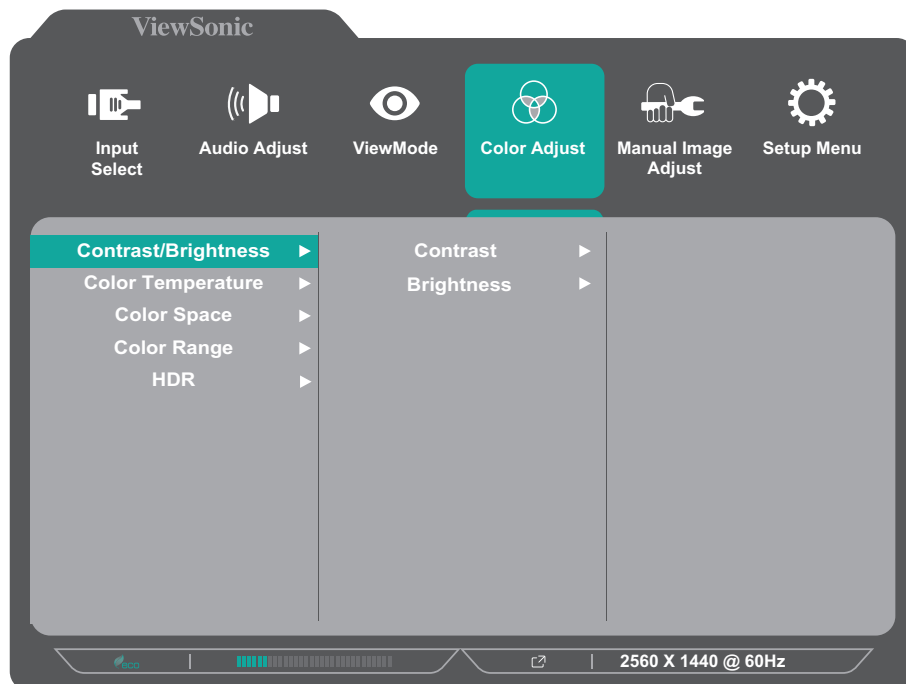 ViewSonic
Input Select
Audio Adjust
ViewMode
Color Adjust
Manual Image Adjust
Setup Menu
Contrast/Brightness
Color Temperature
Color Space
Color Range
HDR
Contrast
Brightness
eco
2560 X 1440 @ 60Hz